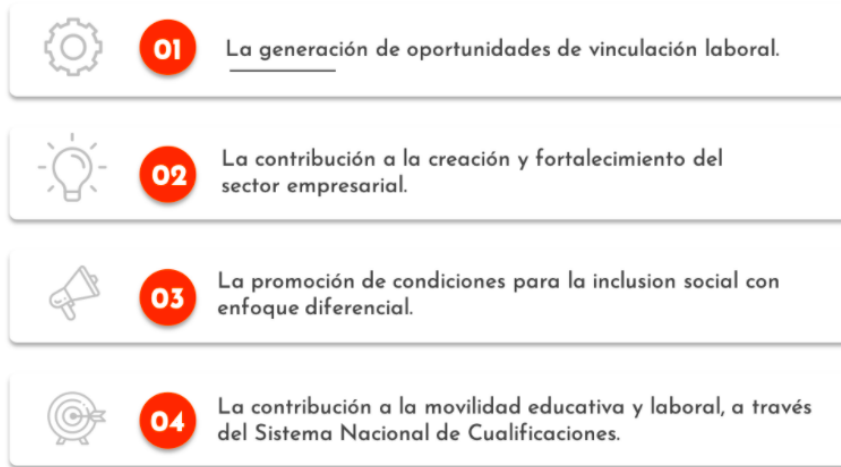 01
La generación de oportunidades de vinculación laboral.
02
La contribución a la creación y fortalecimiento del
sector empresarial.
03
La promoción de condiciones para la inclusion social con
enfoque diferencial.
04
La contribución a la movilidad educativa y laboral, a través
del Sistema Nacional de Cualificaciones.